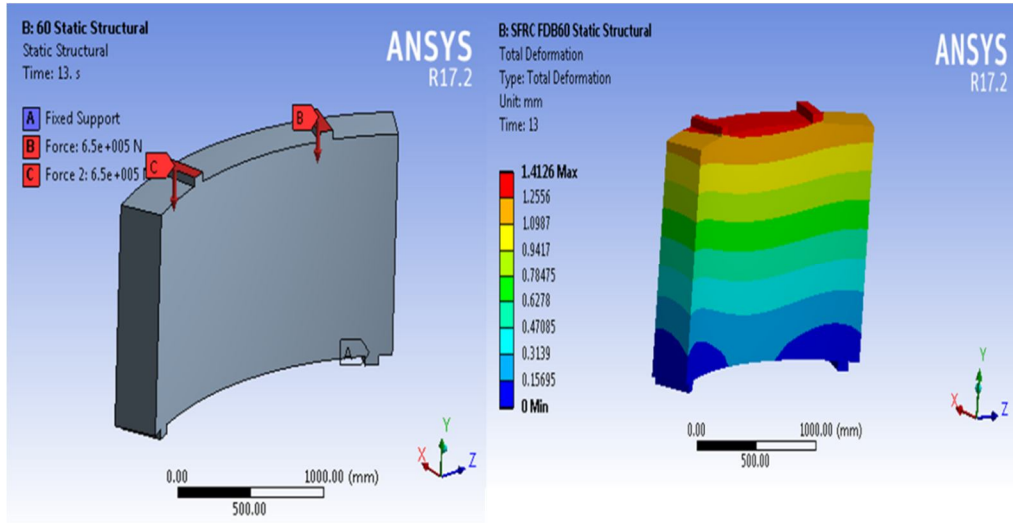 B: 60 Static Structural
Static Structural
Time: 13. s
ANSYS
R17.2
A Fixed Support
B Force: 6.5e+005 N
C Force 2: 6.5e+005
B
C
A
Y
X
Z
0.00 1000.00 (mm)
500.00
B: SFRC FDB60 Static Structural
Total Deformation
Type: Total Deformation
Unit: mm
Time: 13
ANSYS
R17.2
1.4126 Max
1.2556
1.0987
0.9417
0.78475
0.6278
0.47085
0.3139
0.15695
0 Min
Y
X
Z
0.00 1000.00 (mm)
500.00